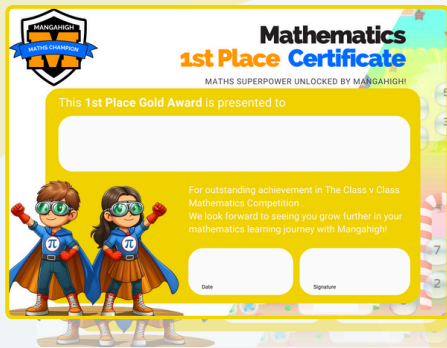 MANGAHIGH
MATHS CHAMPION
Mathematics
1st Place Certificate
MATHS SUPERPOWER UNLOCKED BY MANGAHIGH!
This 1st Place Gold Award is presented to
For outstanding achievement in The Class v Class
Mathematics Competition .
We look forward to seeing you grow further in your
mathematics learning journey with Mangahigh!
π π
Date Signature
7
2